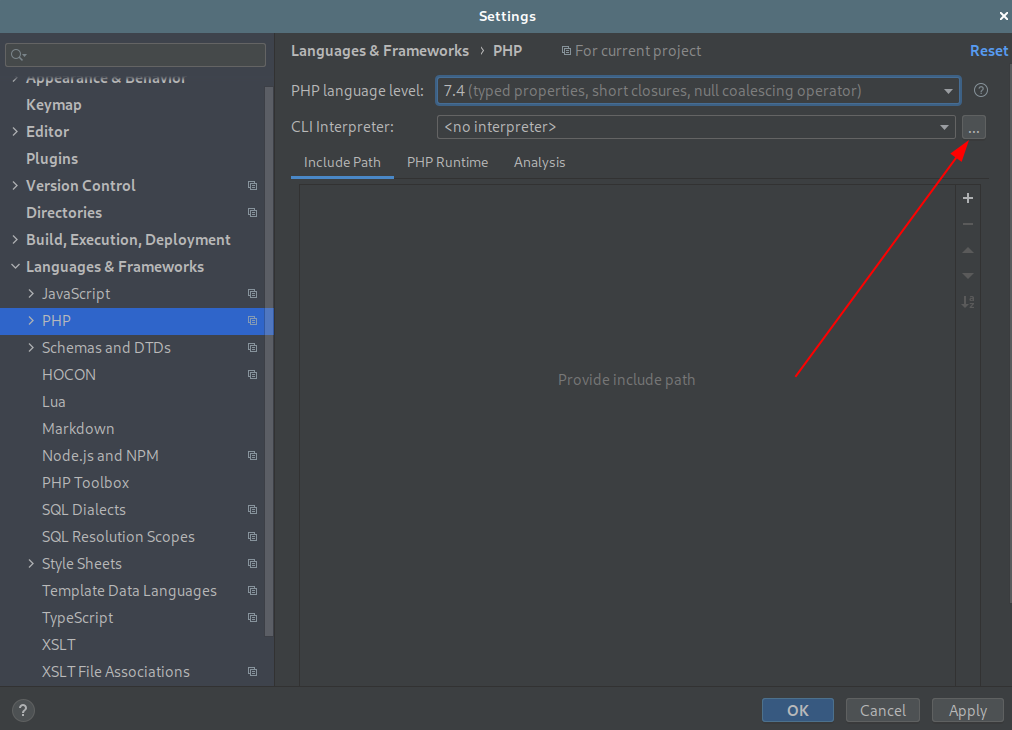 Settings
Languages & Frameworks › PHP For current project Reset
Appearance & Behavior
Keymap
Editor
Plugins
Version Control
Directories
Build, Execution, Deployment
Languages & Frameworks
JavaScript
PHP
Schemas and DTDs
HOCON
Lua
Markdown
Node.js and NPM
PHP Toolbox
SQL Dialects
SQL Resolution Scopes
Style Sheets
Template Data Languages
TypeScript
XSLT
XSLT File Associations
PHP language level: 7.4 (typed properties, short closures, null coalescing operator)
CLI Interpreter: <no interpreter> ...
Include Path PHP Runtime Analysis
Provide include path
? OK Cancel Apply